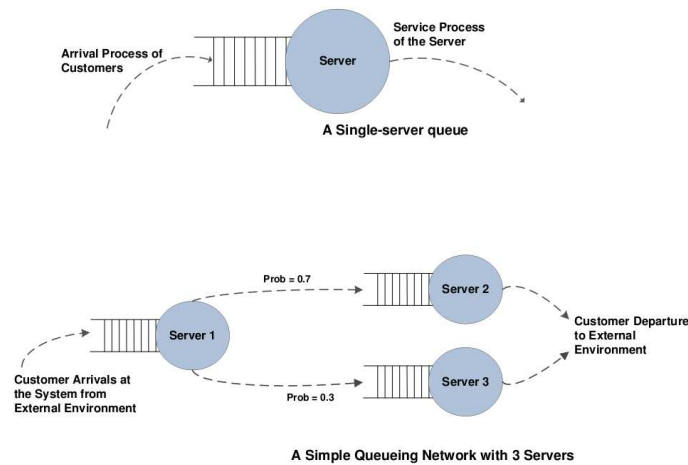 Arrival Process of
Customers
Server
Service Process
of the Server
A Single-server queue
Prob = 0.7
Server 2
Server 1
Customer Departure
to External
Environment
Customer Arrivals at
the System from
External Environment
Server 3
Prob = 0.3
A Simple Queueing Network with 3 Servers